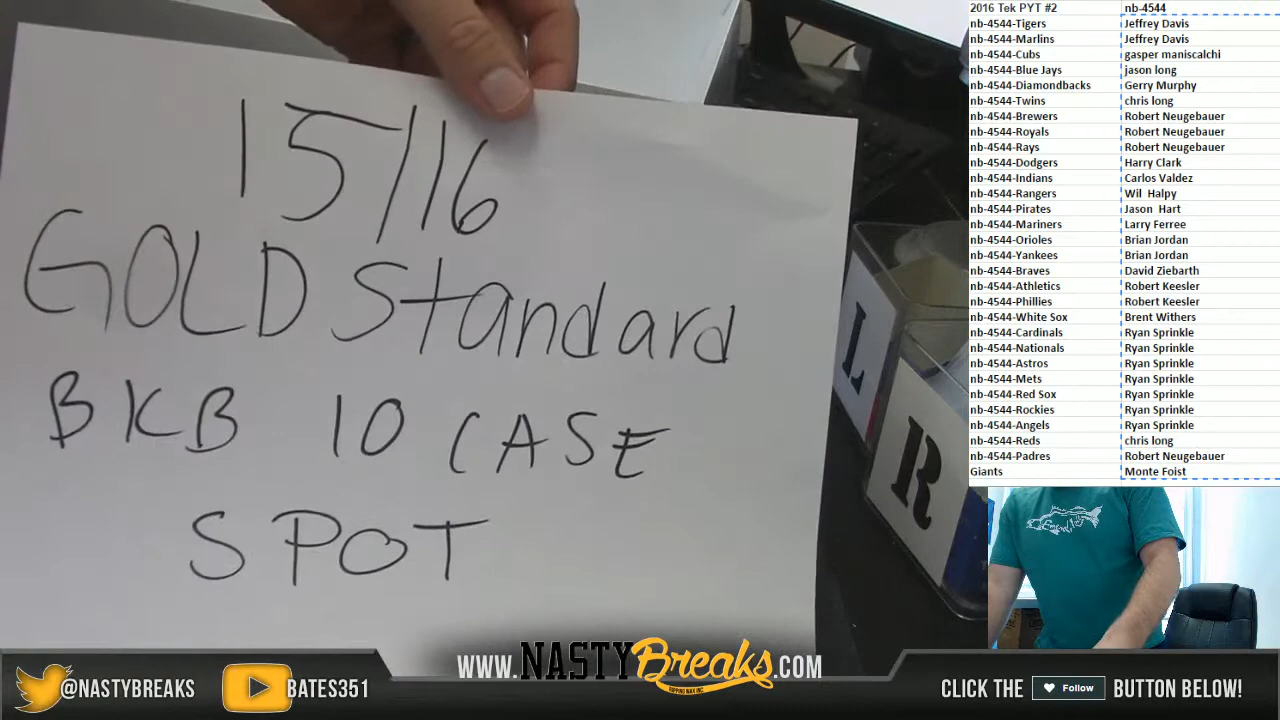 15/16
GOLD Standard
BKB 10 CASE
SPOT
L
R
2016 Tek PYT #2 nb-4544
nb-4544-Tigers Jeffrey Davis
nb-4544-Marlins Jeffrey Davis
nb-4544-Cubs gasper maniscalchi
nb-4544-Blue Jays jason long
nb-4544-Diamondbacks Gerry Murphy
nb-4544-Twins chris long
nb-4544-Brewers Robert Neugebauer
nb-4544-Royals Robert Neugebauer
nb-4544-Rays Robert Neugebauer
nb-4544-Dodgers Harry Clark
nb-4544-Indians Carlos Valdez
nb-4544-Rangers Wil Halpy
nb-4544-Pirates Jason Hart
nb-4544-Mariners Larry Ferree
nb-4544-Orioles Brian Jordan
nb-4544-Yankees Brian Jordan
nb-4544-Braves David Ziebarth
nb-4544-Athletics Robert Keesler
nb-4544-Phillies Robert Keesler
nb-4544-White Sox Brent Withers
nb-4544-Cardinals Ryan Sprinkle
nb-4544-Nationals Ryan Sprinkle
nb-4544-Astros Ryan Sprinkle
nb-4544-Mets Ryan Sprinkle
nb-4544-Red Sox Ryan Sprinkle
nb-4544-Rockies Ryan Sprinkle
nb-4544-Angels Ryan Sprinkle
nb-4544-Reds chris long
nb-4544-Padres Robert Neugebauer
Giants Monte Foist
@NASTYBREAKS
BATES351
WWW.NASTYBreaks.COM
RIPPING WAX INC
CLICK THE Follow BUTTON BELOW!